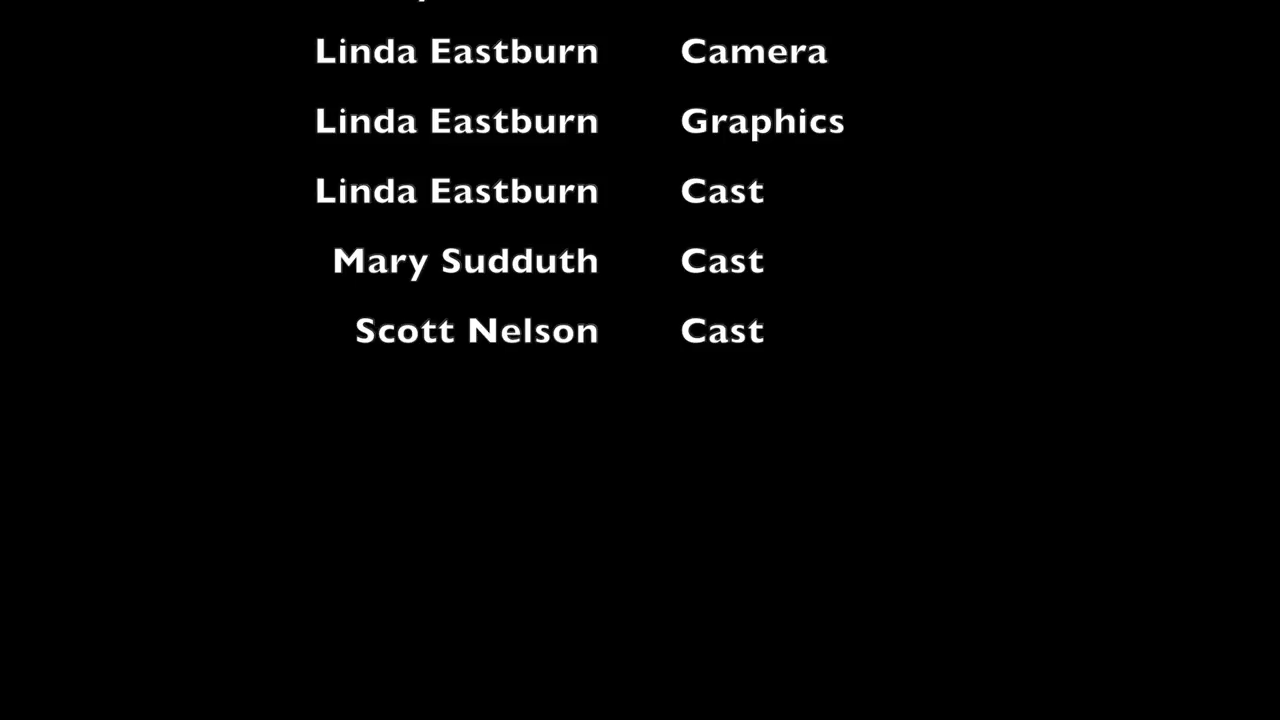 Linda Eastburn Camera
Linda Eastburn Graphics
Linda Eastburn Cast
Mary Sudduth Cast
Scott Nelson Cast